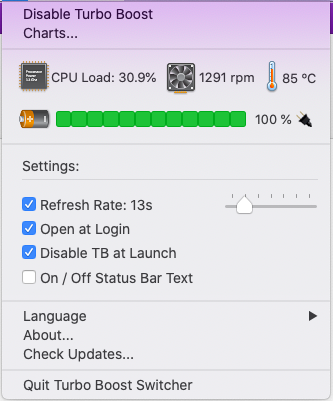 Disable Turbo Boost
Charts...
CPU Load: 30.9% 1291 rpm 85 ºC
100 %
Settings:
Refresh Rate: 13s
Open at Login
Disable TB at Launch
On / Off Status Bar Text
Language
About...
Check Updates...
Quit Turbo Boost Switcher